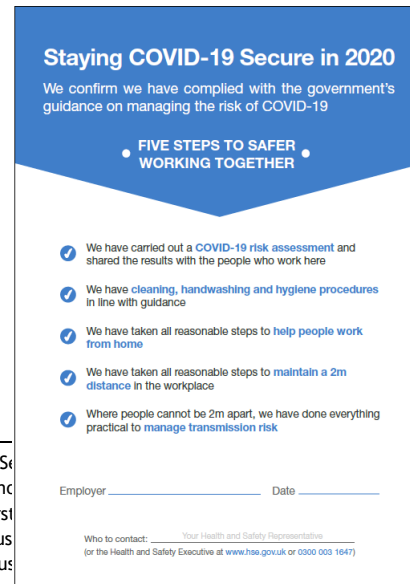 Staying COVID-19 Secure in 2020
We confirm we have complied with the government's
guidance on managing the risk of COVID-19
FIVE STEPS TO SAFER
WORKING TOGETHER
We have carried out a COVID-19 risk assessment and
shared the results with the people who work here
We have cleaning, handwashing and hygiene procedures
in line with guidance
We have taken all reasonable steps to help people work
from home
We have taken all reasonable steps to maintain a 2m
distance in the workplace
Where people cannot be 2m apart, we have done everything
practical to manage transmission risk
Employer Date
Who to contact: Your Health and Safety Representative
(or the Health and Safety Executive at www.hse.gov.uk or 0300 003 1647)